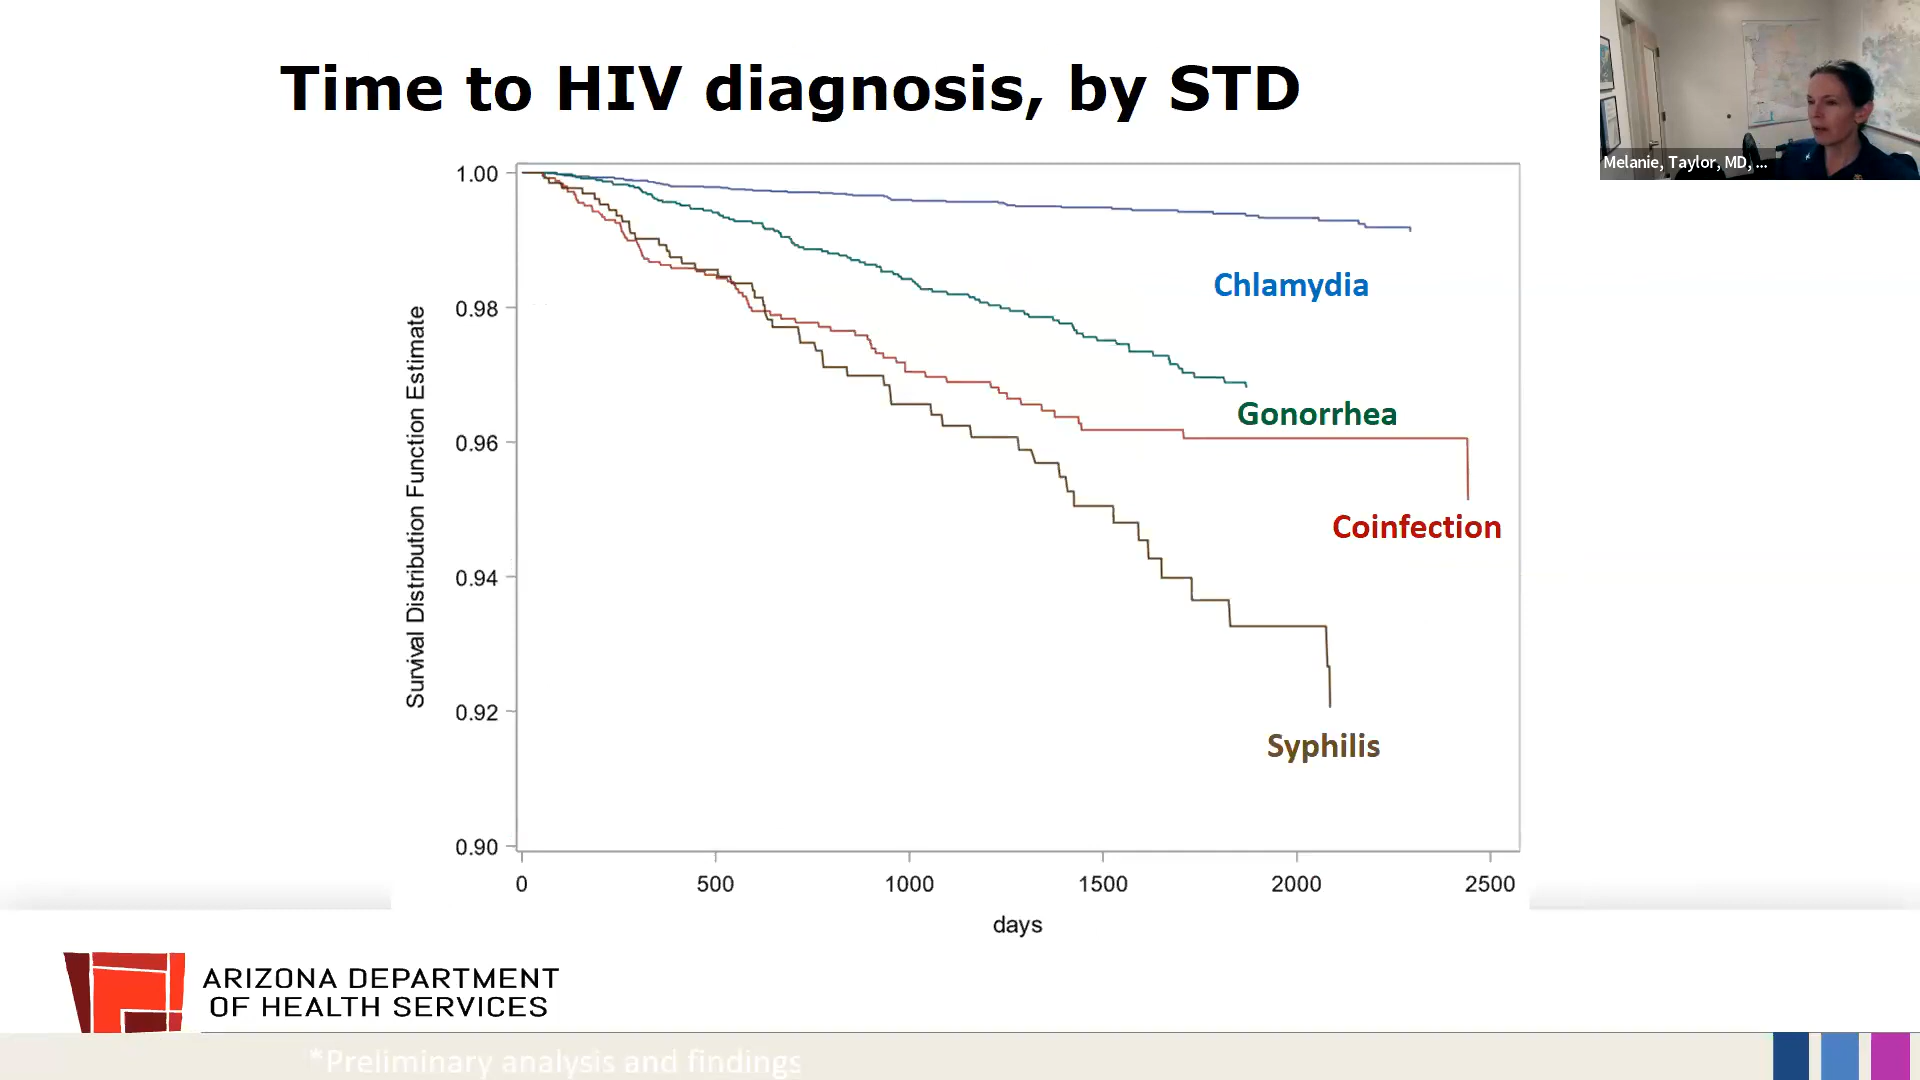 Time to HIV diagnosis, by STD
Melanie, Taylor, MD, ...
Survival Distribution Function Estimate
1.00
0.98
0.96
0.94
0.92
0.90
Chlamydia
Gonorrhea
Coinfection
Syphilis
0 500 1000 1500 2000 2500
days
ARIZONA DEPARTMENT
OF HEALTH SERVICES
*Preliminary analysis and findings